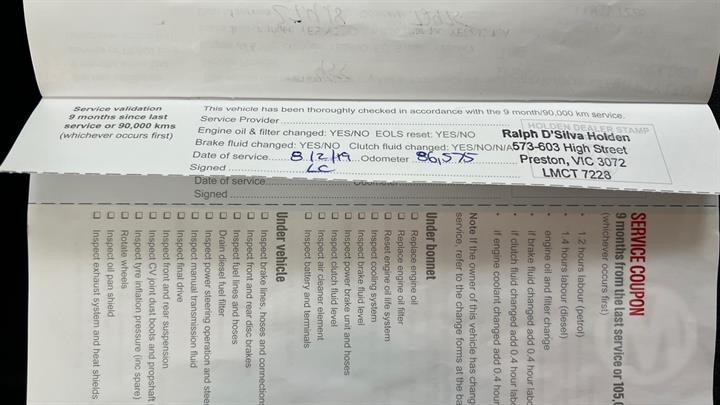 Service validation
9 months since last
service or 90,000 kms
(whichever occurs first)
This vehicle has been thoroughly checked in accordance with the 9 month/90,000 km service.
Service Provider
HOLDEN DEALER STAMP
Engine oil & filter changed: YES/NO EOLS reset: YES/NO
Brake fluid changed: YES/NO Clutch fluid changed: YES/NO/N/A
Date of service 8/2/19 Odometer 86,575
Signed LC
Ralph D'Silva Holden
573-603 High Street
Preston, VIC 3072
LMCT 7228
Date of service Odometer
Signed
SERVICE COUPON
9 months from the last service or 105,
(whichever occurs first)
• 1.2 hours labour (petrol)
• 1.4 hours labour (diesel)
• engine oil and filter change
• if brake fluid changed add 0.4 hour
• if clutch fluid changed add 0.4 hour
• if engine coolant changed add 0.4 hour
Note If the owner of this vehicle has
service, refer to the change forms at the
Under bonnet
❑ Replace engine oil
❑ Replace engine oil filter
❑ Reset engine oil life system
❑ Inspect cooling system
❑ Inspect brake fluid level
❑ Inspect power brake unit and hoses
❑ Inspect clutch fluid level
❑ Inspect air cleaner element
❑ Inspect battery and terminals
Under vehicle
❑ Inspect brake lines, hoses and connections
❑ Inspect front and rear disc brakes
❑ Inspect fuel lines and hoses
❑ Drain diesel fuel filter
❑ Inspect power steering operation and
❑ Inspect manual transmission fluid
❑ Inspect final drive
❑ Inspect front and rear suspension
❑ Inspect CV joint dust boots and propshaft
❑ Inspect tyre inflation pressure (inc spare)
❑ Rotate wheels
❑ Inspect oil pan shield
❑ Inspect exhaust system and heat shields